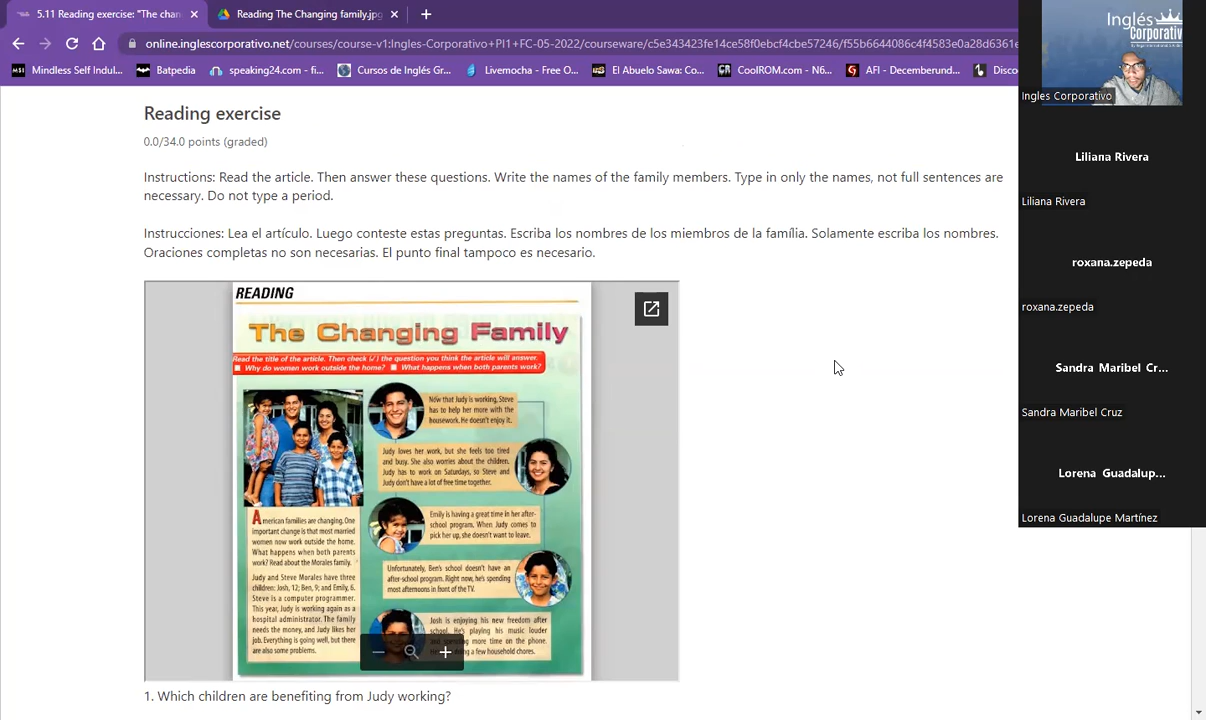 5.11 Reading exercise: "The chan
Reading The Changing family.jpg
online.inglescorporativo.net/courses/course-v1:Ingles-Corporativo+PI1+FC-05-2022/courseware/c5e343423fe14ce58f0ebcf4cbe57246/f55b6644086c4f4583e0a28d6361e
Mindless Self Indul...
Batpedia
speaking24.com - fi...
Cursos de Inglés Gr...
Livemocha - Free O...
El Abuelo Sawa: Co...
CoolROM.com - N6...
AFI - Decemberund...
Disco
Reading exercise
0.0/34.0 points (graded)
Instructions: Read the article. Then answer these questions. Write the names of the family members. Type in only the names, not full sentences are
necessary. Do not type a period.
Instrucciones: Lea el artículo. Luego conteste estas preguntas. Escriba los nombres de los miembros de la família. Solamente escriba los nombres.
Oraciones completas no son necesarias. El punto final tampoco es necesario.
READING
The Changing Family
Read the title of the article. Then check (✓) the question you think the article will answer.
Why do women work outside the home? What happens when both parents work?
Now that Judy is working, Steve
has to help her more with the
housework. He doesn't enjoy it.
Judy loves her work, but she feels too tired
and busy. She also worries about the children.
Judy has to work on Saturdays, so Steve and
Judy don't have a lot of free time together.
Emily is having a great time in her after-
school program. When Judy comes to
pick her up, she doesn't want to leave.
Unfortunately, Ben's school doesn't have an
after-school program. Right now, he's spending
most afternoons in front of the TV.
Josh is enjoying his new freedom after
school. He's playing his music louder
and spending more time on the phone.
doing a few household chores.
American families are changing. One
important change is that most married
women now work outside the home.
What happens when both parents
work? Read about the Morales family.
Judy and Steve Morales have three
children: Josh, 12; Ben, 9; and Emily, 6.
Steve is a computer programmer.
This year, Judy is working again as a
hospital administrator. The family
needs the money, and Judy likes her
job. Everything is going well, but there
are also some problems.
1. Which children are benefiting from Judy working?
Inglés
Corporativo
Ingles Corporativo
Liliana Rivera
Liliana Rivera
roxana.zepeda
roxana.zepeda
Sandra Maribel Cr...
Sandra Maribel Cruz
Lorena Guadalup...
Lorena Guadalupe Martínez